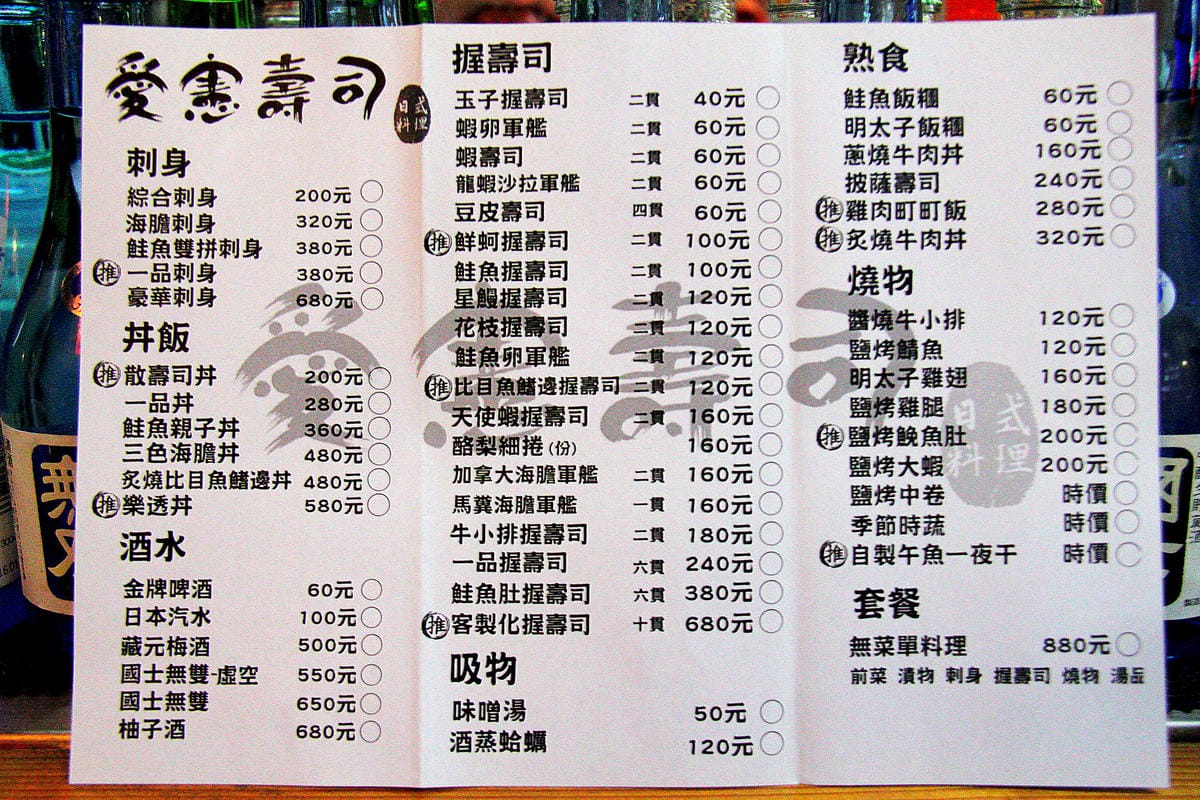 愛憲壽司
日式料理
刺身
綜合刺身 200元
海膽刺身 320元
鮭魚雙拼刺身 380元
推 一品刺身 380元
豪華刺身 680元
丼飯
推 散壽司丼 200元
一品丼 280元
鮭魚親子丼 360元
三色海膽丼 480元
炙燒比目魚鰭邊丼 480元
推 樂透丼 580元
酒水
金牌啤酒 60元
日本汽水 100元
藏元梅酒 500元
國士無雙-虛空 550元
國士無雙 650元
柚子酒 680元
握壽司
玉子握壽司 二貫 40元
蝦卵軍艦 二貫 60元
蝦壽司 二貫 60元
龍蝦沙拉軍艦 二貫 60元
豆皮壽司 四貫 60元
推 鮮蚵握壽司 二貫 100元
鮭魚握壽司 二貫 100元
星鰻握壽司 二貫 120元
花枝握壽司 二貫 120元
鮭魚卵軍艦 二貫 120元
推 比目魚鰭邊握壽司 二貫 120元
天使蝦握壽司 二貫 160元
酪梨細捲(份) 160元
加拿大海膽軍艦 二貫 160元
馬糞海膽軍艦 一貫 160元
牛小排握壽司 二貫 180元
一品握壽司 六貫 240元
鮭魚肚握壽司 六貫 380元
推 客製化握壽司 十貫 680元
吸物
味噌湯 50元
酒蒸蛤蠣 120元
熟食
鮭魚飯糰 60元
明太子飯糰 60元
蔥燒牛肉丼 160元
披薩壽司 240元
推 雞肉町町飯 280元
推 炙燒牛肉丼 320元
燒物
醬燒牛小排 120元
鹽烤鯖魚 120元
明太子雞翅 160元
鹽烤雞腿 180元
推 鹽烤鮸魚肚 200元
鹽烤大蝦 200元
鹽烤中卷 時價
季節時蔬 時價
推 自製午魚一夜干 時價
套餐
無菜單料理 880元
前菜 漬物 刺身 握壽司 燒物 湯品
愛憲壽司
日式料理